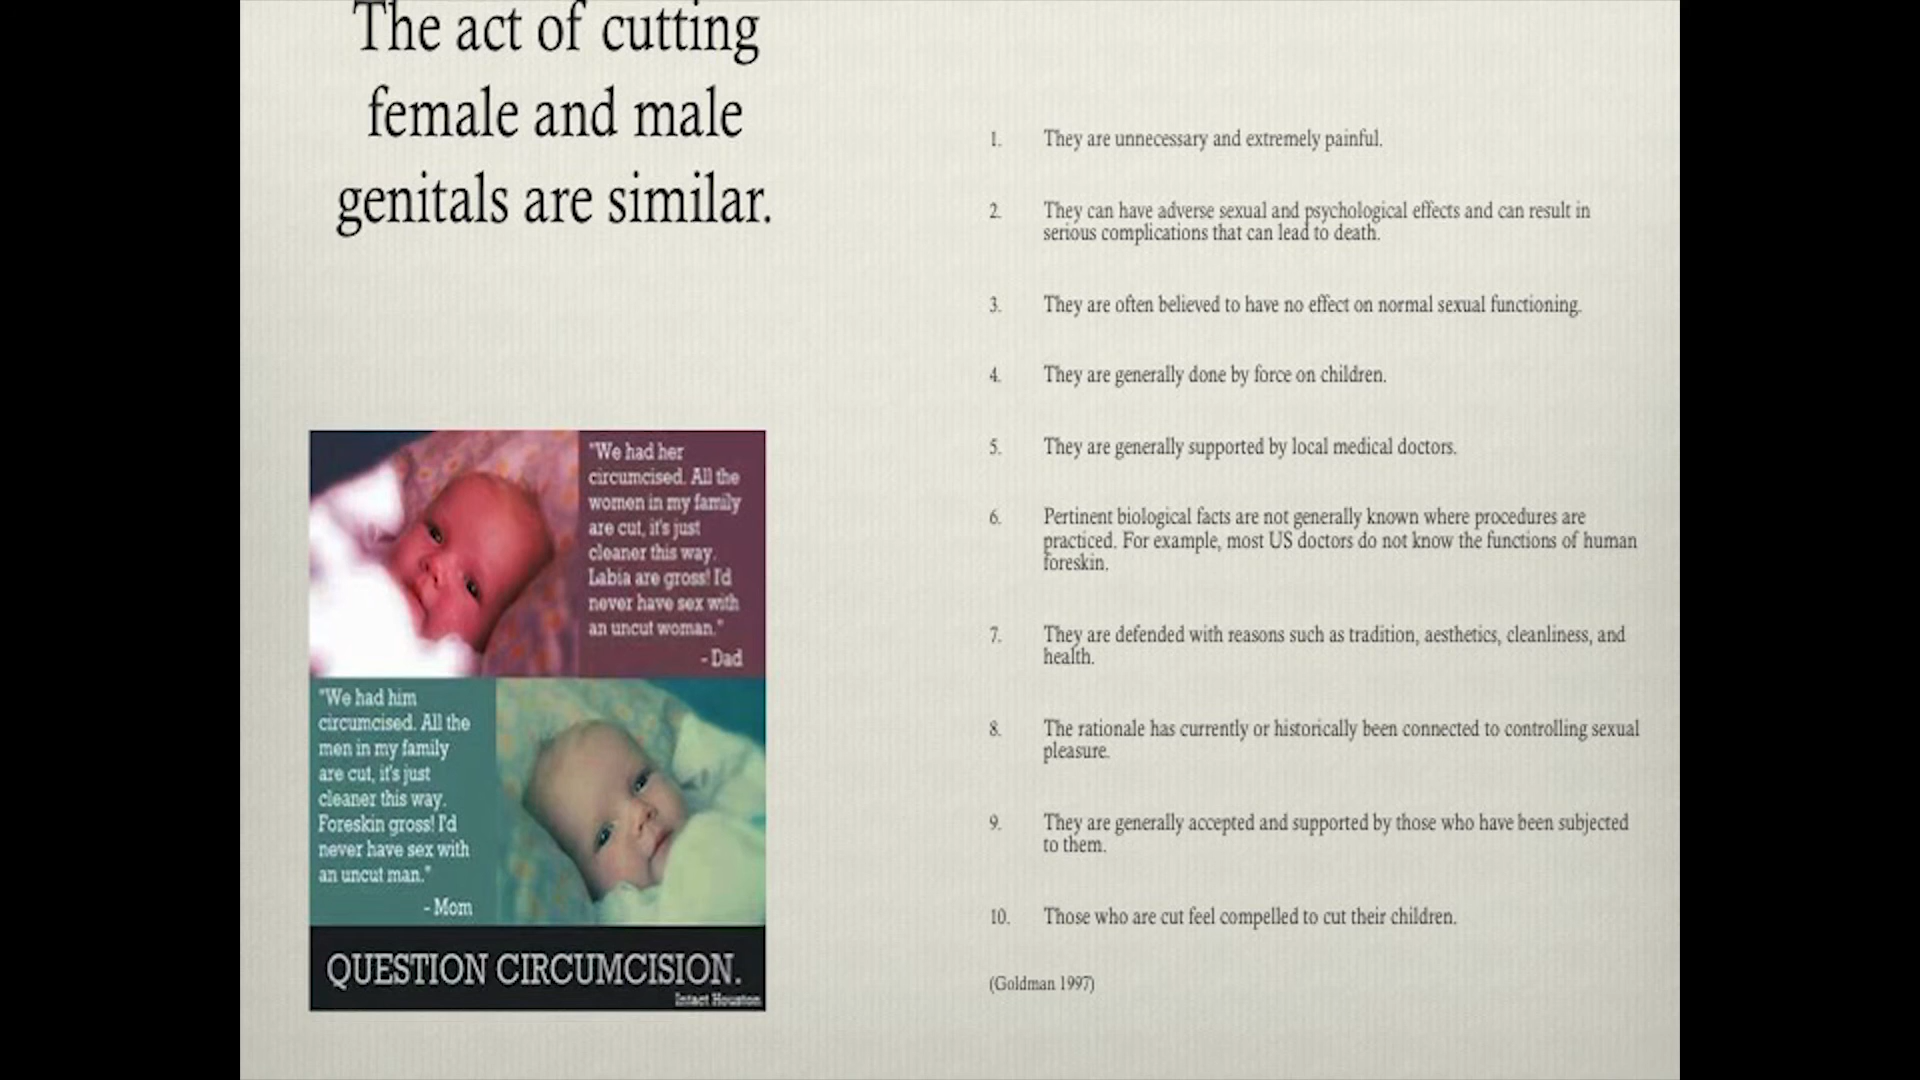 The act of cutting
female and male
genitals are similar.
"We had her
circumcised. All the
women in my family
are cut, it's just
cleaner this way.
Labia are gross! I'd
never have sex with
an uncut woman."
- Dad
"We had him
circumcised. All the
men in my family
are cut, it's just
cleaner this way.
Foreskin gross! I'd
never have sex with
an uncut man."
- Mom
QUESTION CIRCUMCISION.
Intact Houston
1. They are unnecessary and extremely painful.
2. They can have adverse sexual and psychological effects and can result in
serious complications that can lead to death.
3. They are often believed to have no effect on normal sexual functioning.
4. They are generally done by force on children.
5. They are generally supported by local medical doctors.
6. Pertinent biological facts are not generally known where procedures are
practiced. For example, most US doctors do not know the functions of human
foreskin.
7. They are defended with reasons such as tradition, aesthetics, cleanliness, and
health.
8. The rationale has currently or historically been connected to controlling sexual
pleasure.
9. They are generally accepted and supported by those who have been subjected
to them.
10. Those who are cut feel compelled to cut their children.
(Goldman 1997)